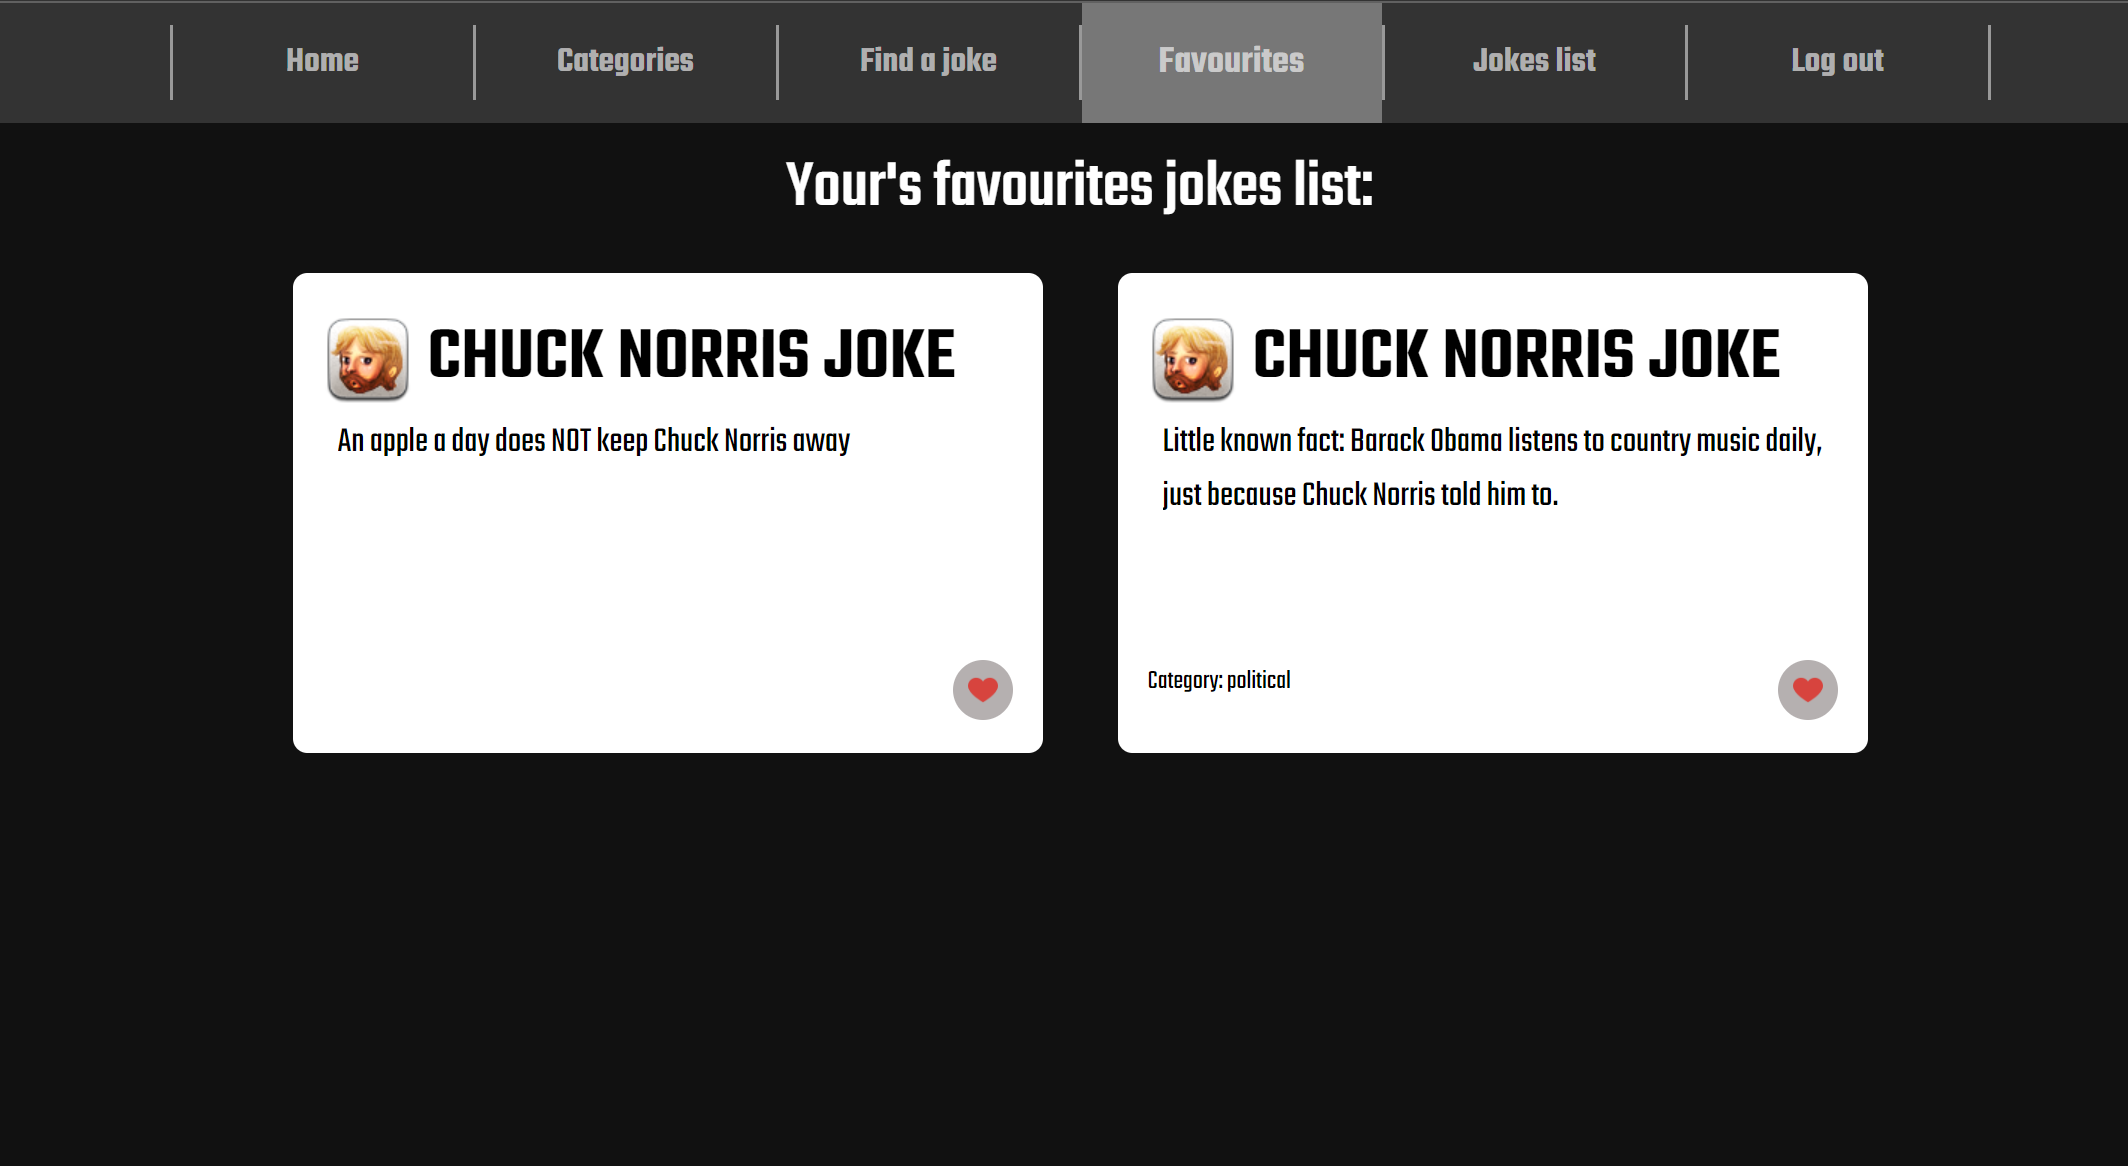 Home
Categories
Find a joke
Favourites
Jokes list
Log out
Your's favourites jokes list:
CHUCK NORRIS JOKE
An apple a day does NOT keep Chuck Norris away
CHUCK NORRIS JOKE
Little known fact: Barack Obama listens to country music daily,
just because Chuck Norris told him to.
Category: political